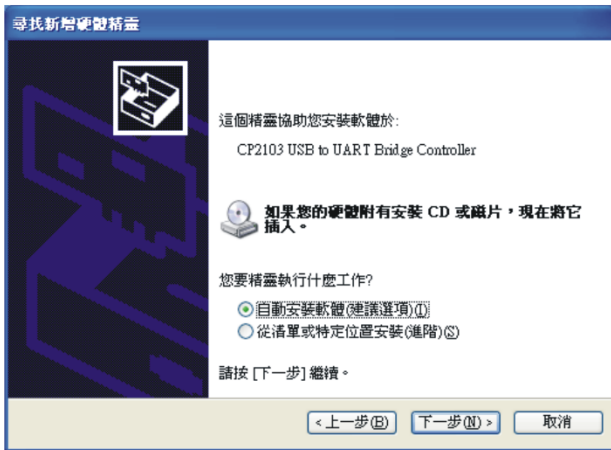 尋找新增硬體精靈
這個精靈協助您安裝軟體於:
CP2103 USB to UART Bridge Controller
如果您的硬體附有安裝 CD 或磁片，現在將它
插入。
您要精靈執行什麼工作?
自動安裝軟體(建議選項)(I)
從清單或特定位置安裝(進階)(S)
請按 [下一步] 繼續。
<上一步(B)
下一步(N)>
取消